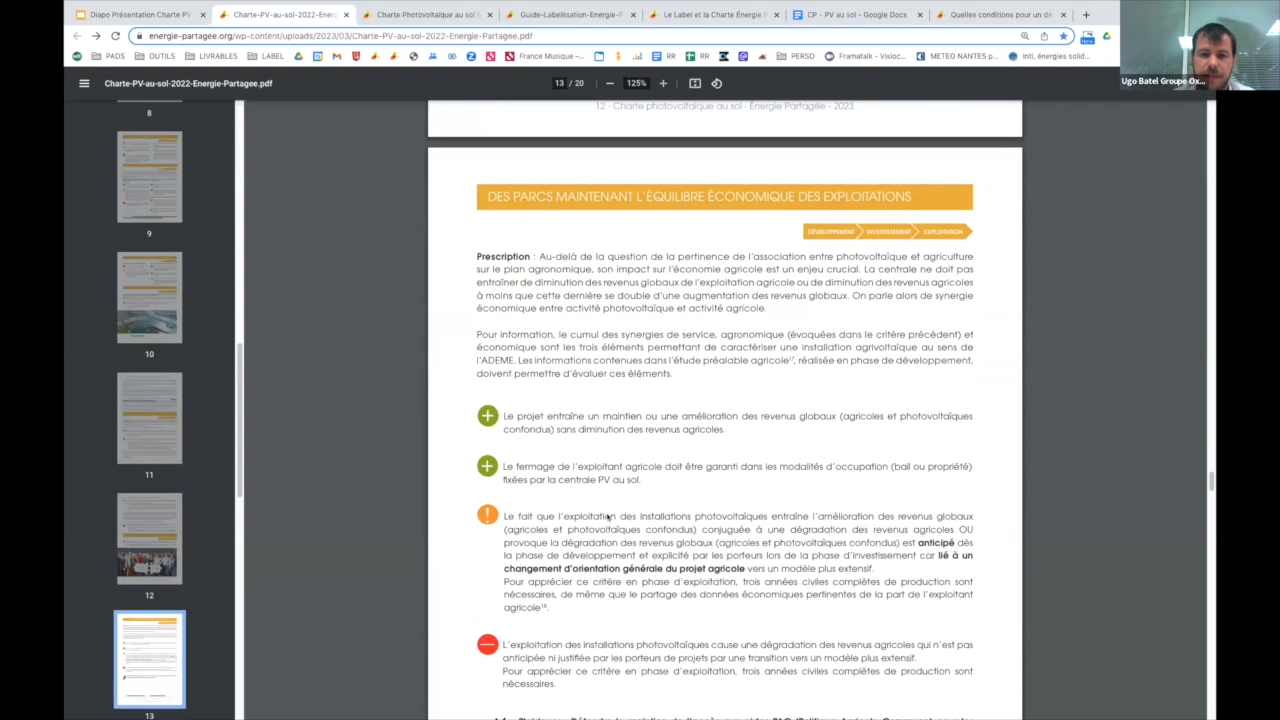 Diapo Présentation Charte PV
Charte-PV-au-sol-2022-Energ
Charte Photovoltaïque au sol
Guide-Labellisation-Energie-
Le Label et la Charte Énergie
CP - PV au sol - Google Docs
Quelles conditions pour un d
energie-partagee.org/wp-content/uploads/2023/03/Charte-PV-au-sol-2022-Energie-Partagee.pdf
PADS
OUTILS
LIVRABLES
LABEL
France Musique –...
RR
RR
PERSO
Framatalk – Visioc...
METEO NANTES p...
Inti, énergies solid...
Ugo Batel Groupe Ox...
Charte-PV-au-sol-2022-Energie-Partagee.pdf
13 / 20
125%
8
9
10
11
12
13
12 - Charte photovoltaïque au sol - Énergie Partagée - 2023
DES PARCS MAINTENANT L'ÉQUILIBRE ÉCONOMIQUE DES EXPLOITATIONS
DÉVELOPPEMENT INVESTISSEMENT EXPLOITATION
Prescription : Au-delà de la question de la pertinence de l'association entre photovoltaïque et agriculture
sur le plan agronomique, son impact sur l'économie agricole est un enjeu crucial. La centrale ne doit pas
entraîner de diminution des revenus globaux de l'exploitation agricole ou de diminution des revenus agricoles
à moins que cette dernière se double d'une augmentation des revenus globaux. On parle alors de synergie
économique entre activité photovoltaïque et activité agricole.
Pour information, le cumul des synergies de service, agronomique (évoquées dans le critère précédent) et
économique sont les trois éléments permettant de caractériser une installation agrivoltaïque au sens de
l'ADEME. Les informations contenues dans l'étude préalable agricole¹⁷, réalisée en phase de développement,
doivent permettre d'évaluer ces éléments.
Le projet entraîne un maintien ou une amélioration des revenus globaux (agricoles et photovoltaïques
confondus) sans diminution des revenus agricoles.
Le fermage de l'exploitant agricole doit être garanti dans les modalités d'occupation (bail ou propriété)
fixées par la centrale PV au sol.
Le fait que l'exploitation des installations photovoltaïques entraîne l'amélioration des revenus globaux
(agricoles et photovoltaïques confondus) conjuguée à une dégradation des revenus agricoles OU
provoque la dégradation des revenus globaux (agricoles et photovoltaïques confondus) est anticipé dès
la phase de développement et explicité par les porteurs lors de la phase d'investissement car lié à un
changement d'orientation générale du projet agricole vers un modèle plus extensif.
Pour apprécier ce critère en phase d'exploitation, trois années civiles complètes de production sont
nécessaires, de même que le partage des données économiques pertinentes de la part de l'exploitant
agricole¹⁸.
L'exploitation des installations photovoltaïques cause une dégradation des revenus agricoles qui n'est pas
anticipée ni justifiée par les porteurs de projets par une transition vers un modèle plus extensif.
Pour apprécier ce critère en phase d'exploitation, trois années civiles complètes de production sont
nécessaires.